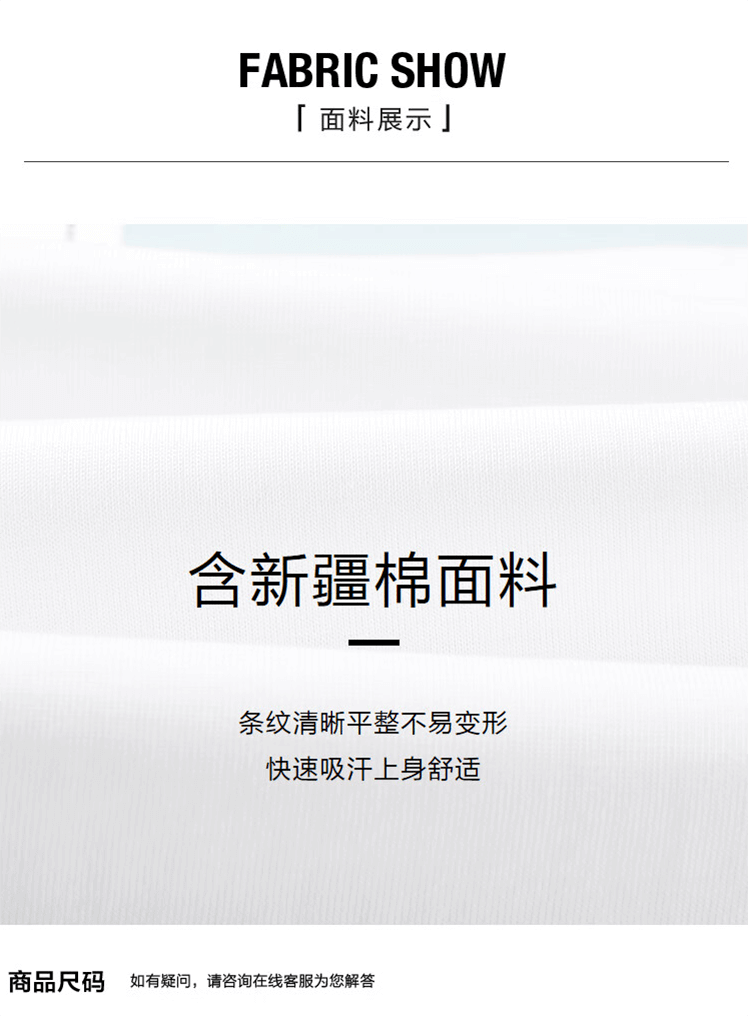 FABRIC SHOW
「 面料展示 」
含新疆棉面料
条纹清晰平整不易变形
快速吸汗上身舒适
商品尺码 如有疑问，请咨询在线客服为您解答